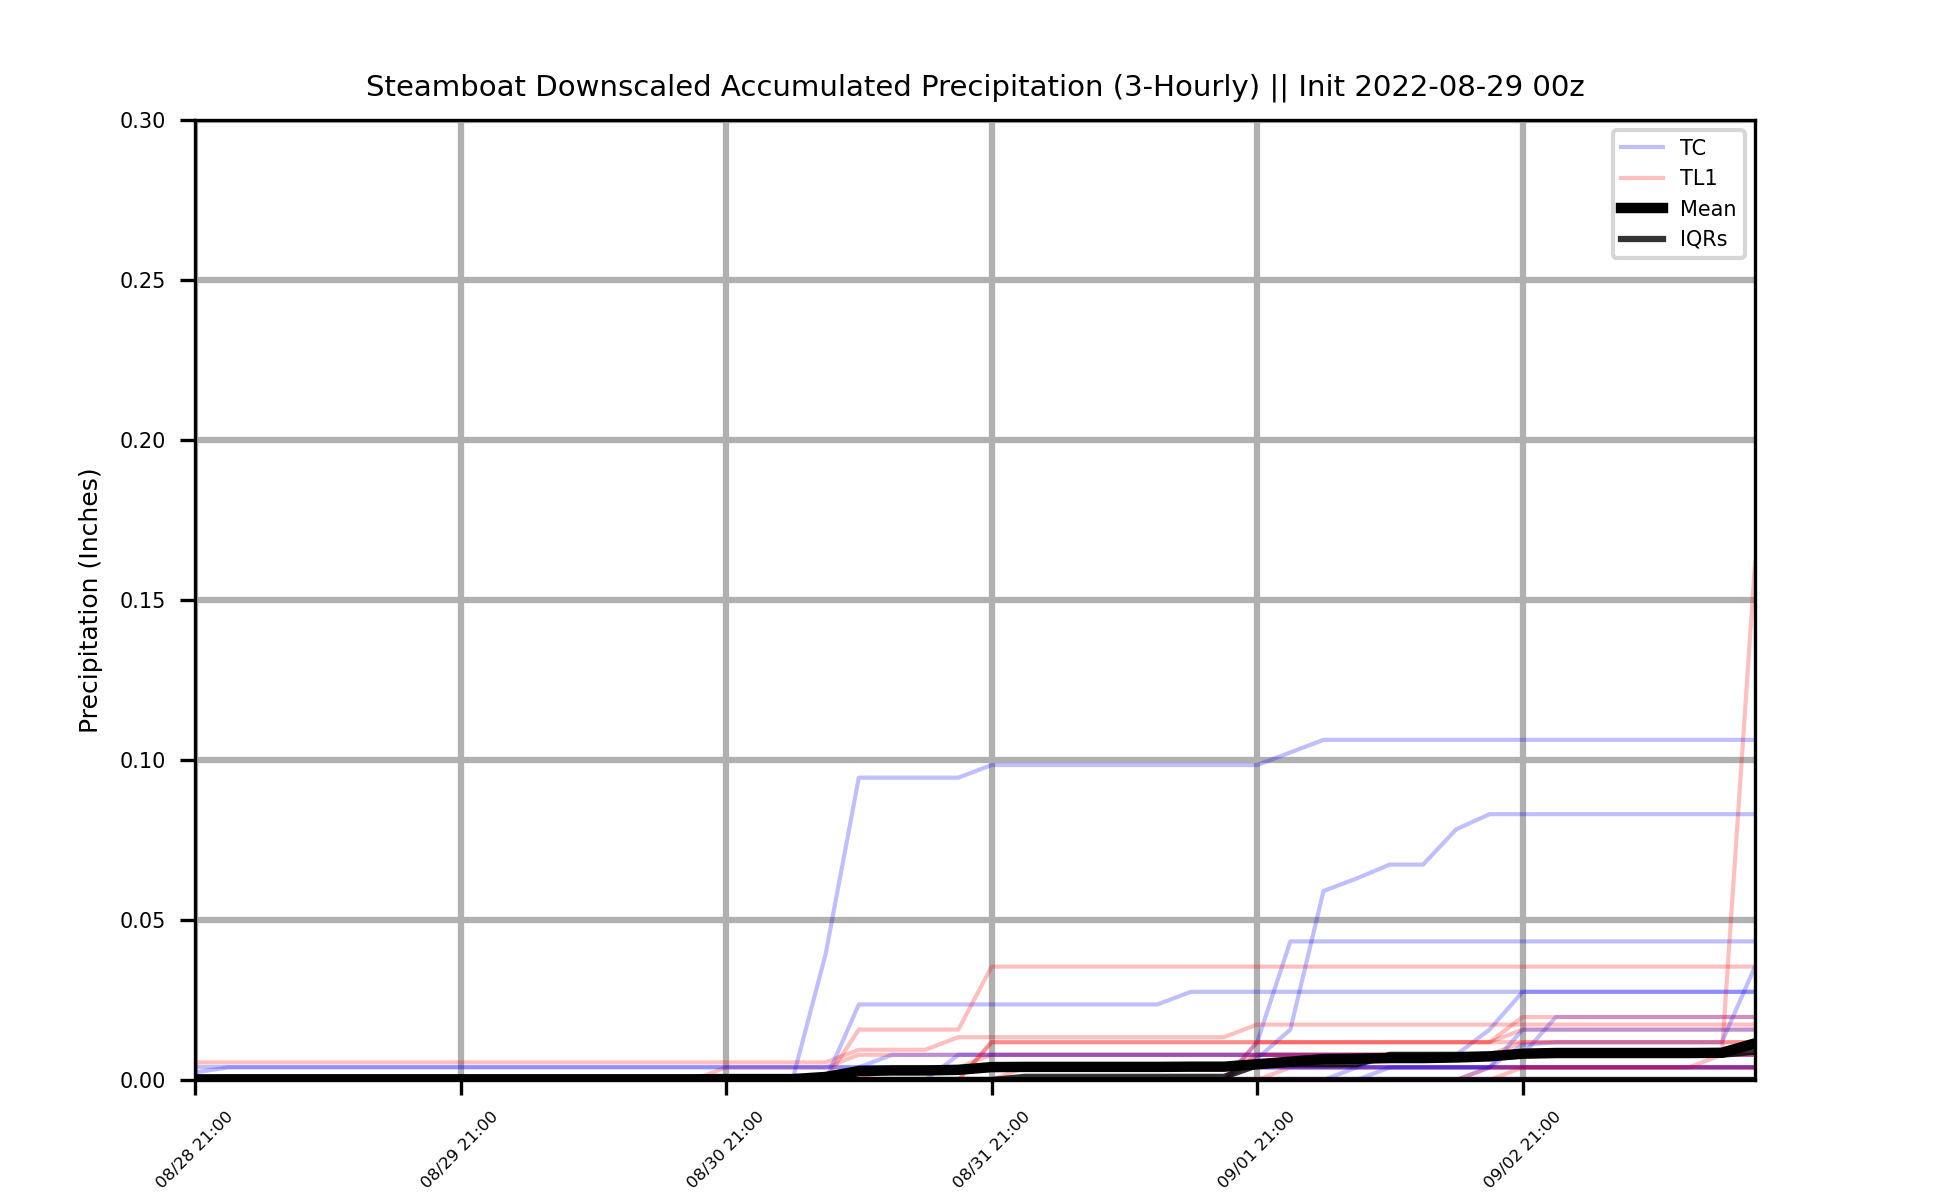 Steamboat Downscaled Accumulated Precipitation (3-Hourly) || Init 2022-08-29 00z
TC
TL1
Mean
IQRs
Precipitation (Inches)
0.30
0.25
0.20
0.15
0.10
0.05
0.00
08/28 21:00
08/29 21:00
08/30 21:00
08/31 21:00
09/01 21:00
09/02 21:00